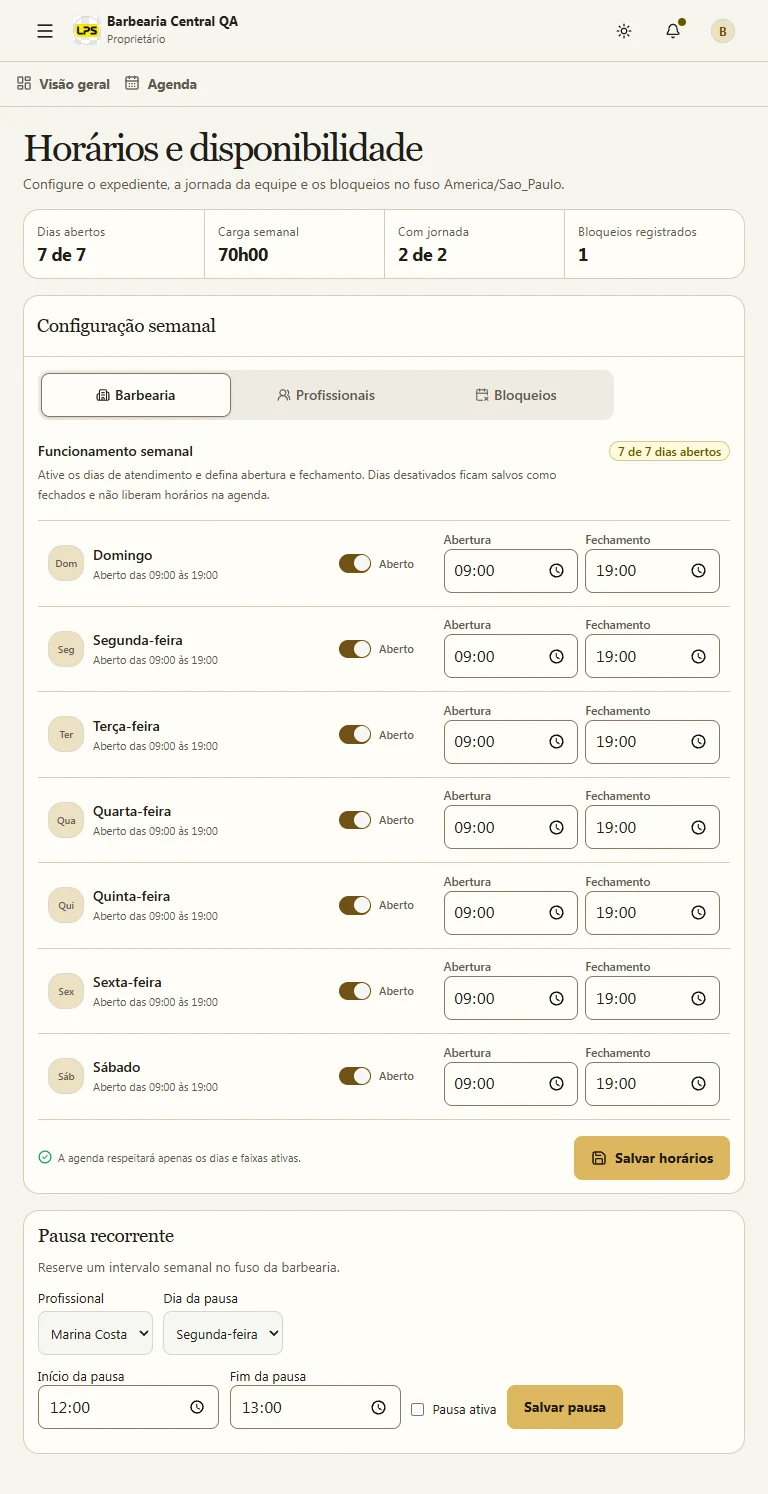 LPS
Barbearia Central QA
Proprietário
B
Visão geral
Agenda
Horários e disponibilidade
Configure o expediente, a jornada da equipe e os bloqueios no fuso America/Sao_Paulo.
Dias abertos
7 de 7
Carga semanal
70h00
Com jornada
2 de 2
Bloqueios registrados
1
Configuração semanal
Barbearia
Profissionais
Bloqueios
Funcionamento semanal
7 de 7 dias abertos
Ative os dias de atendimento e defina abertura e fechamento. Dias desativados ficam salvos como
fechados e não liberam horários na agenda.
Dom
Domingo
Aberto das 09:00 às 19:00
Aberto
Abertura
09:00
Fechamento
19:00
Seg
Segunda-feira
Aberto das 09:00 às 19:00
Aberto
Abertura
09:00
Fechamento
19:00
Ter
Terça-feira
Aberto das 09:00 às 19:00
Aberto
Abertura
09:00
Fechamento
19:00
Qua
Quarta-feira
Aberto das 09:00 às 19:00
Aberto
Abertura
09:00
Fechamento
19:00
Qui
Quinta-feira
Aberto das 09:00 às 19:00
Aberto
Abertura
09:00
Fechamento
19:00
Sex
Sexta-feira
Aberto das 09:00 às 19:00
Aberto
Abertura
09:00
Fechamento
19:00
Sáb
Sábado
Aberto das 09:00 às 19:00
Aberto
Abertura
09:00
Fechamento
19:00
A agenda respeitará apenas os dias e faixas ativas.
Salvar horários
Pausa recorrente
Reserve um intervalo semanal no fuso da barbearia.
Profissional
Marina Costa
Dia da pausa
Segunda-feira
Início da pausa
12:00
Fim da pausa
13:00
Pausa ativa
Salvar pausa